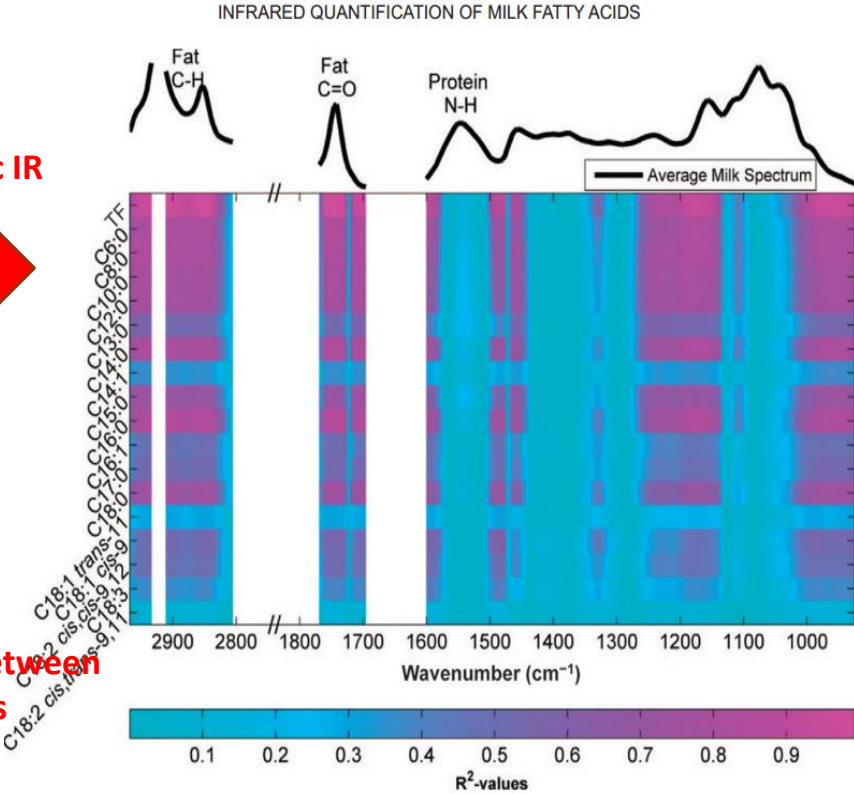 INFRARED QUANTIFICATION OF MILK FATTY ACIDS
Fat
C-H
Fat
C=O
Protein
N-H
Average Milk Spectrum
IR
TF
C6:0
C8:0
C10:0
C12:0
C13:0
C14:0
C14:1
C15:0
C16:0
C16:1
C17:0
C18:0
C18:1 trans-11
C18:1 cis-9
C18:2 cis,cis-9,12
C18:3
C18:2 cis,trans-9,11
etween
s
2900 2800 1800 1700 1600 1500 1400 1300 1200 1100 1000
Wavenumber (cm⁻¹)
0.1 0.2 0.3 0.4 0.5 0.6 0.7 0.8 0.9
R²-values